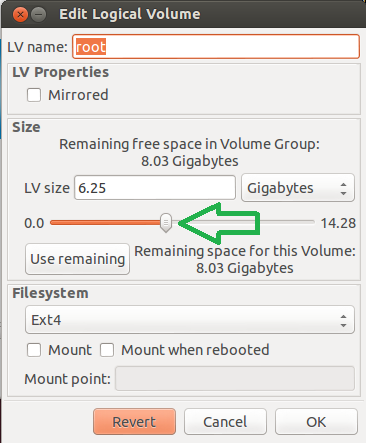 Edit Logical Volume
LV name: root
LV Properties
Mirrored
Size
Remaining free space in Volume Group:
8.03 Gigabytes
LV size 6.25 Gigabytes
0.0 14.28
Use remaining Remaining space for this Volume:
8.03 Gigabytes
Filesystem
Ext4
Mount Mount when rebooted
Mount point:
Revert Cancel OK